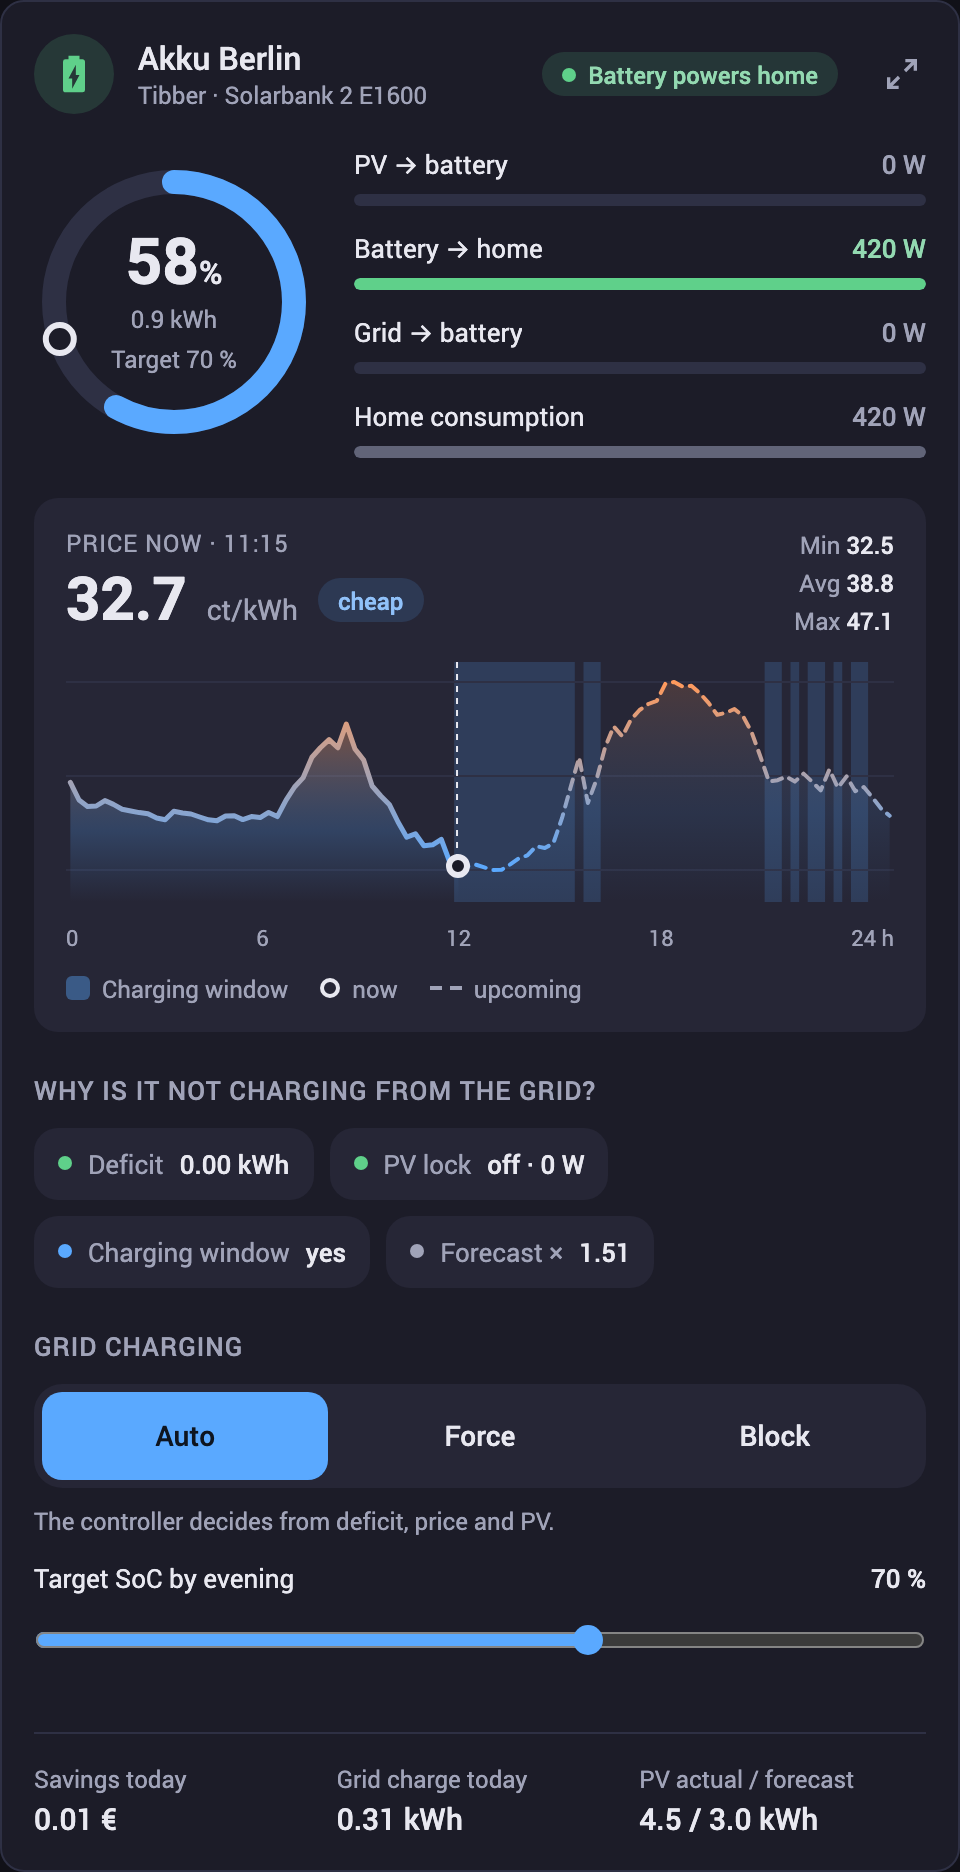 Akku Berlin
Tibber · Solarbank 2 E1600
Battery powers home
58%
0.9 kWh
Target 70 %
PV → battery 0 W
Battery → home 420 W
Grid → battery 0 W
Home consumption 420 W
PRICE NOW · 11:15
32.7 ct/kWh cheap
Min 32.5
Avg 38.8
Max 47.1
0 6 12 18 24 h
Charging window now upcoming
WHY IS IT NOT CHARGING FROM THE GRID?
Deficit 0.00 kWh PV lock off · 0 W
Charging window yes Forecast × 1.51
GRID CHARGING
Auto Force Block
The controller decides from deficit, price and PV.
Target SoC by evening 70 %
Savings today Grid charge today PV actual / forecast
0.01 € 0.31 kWh 4.5 / 3.0 kWh